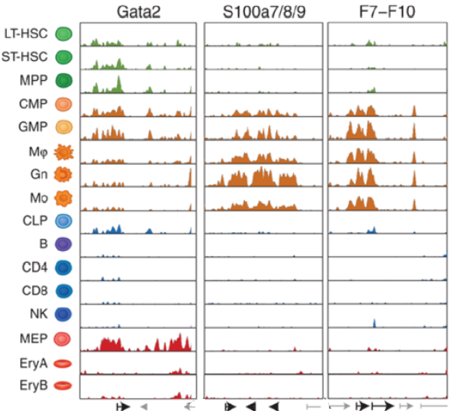 Gata2 S100a7/8/9 F7–F10
LT-HSC
ST-HSC
MPP
CMP
GMP
Mφ
Gn
Mo
CLP
B
CD4
CD8
NK
MEP
EryA
EryB